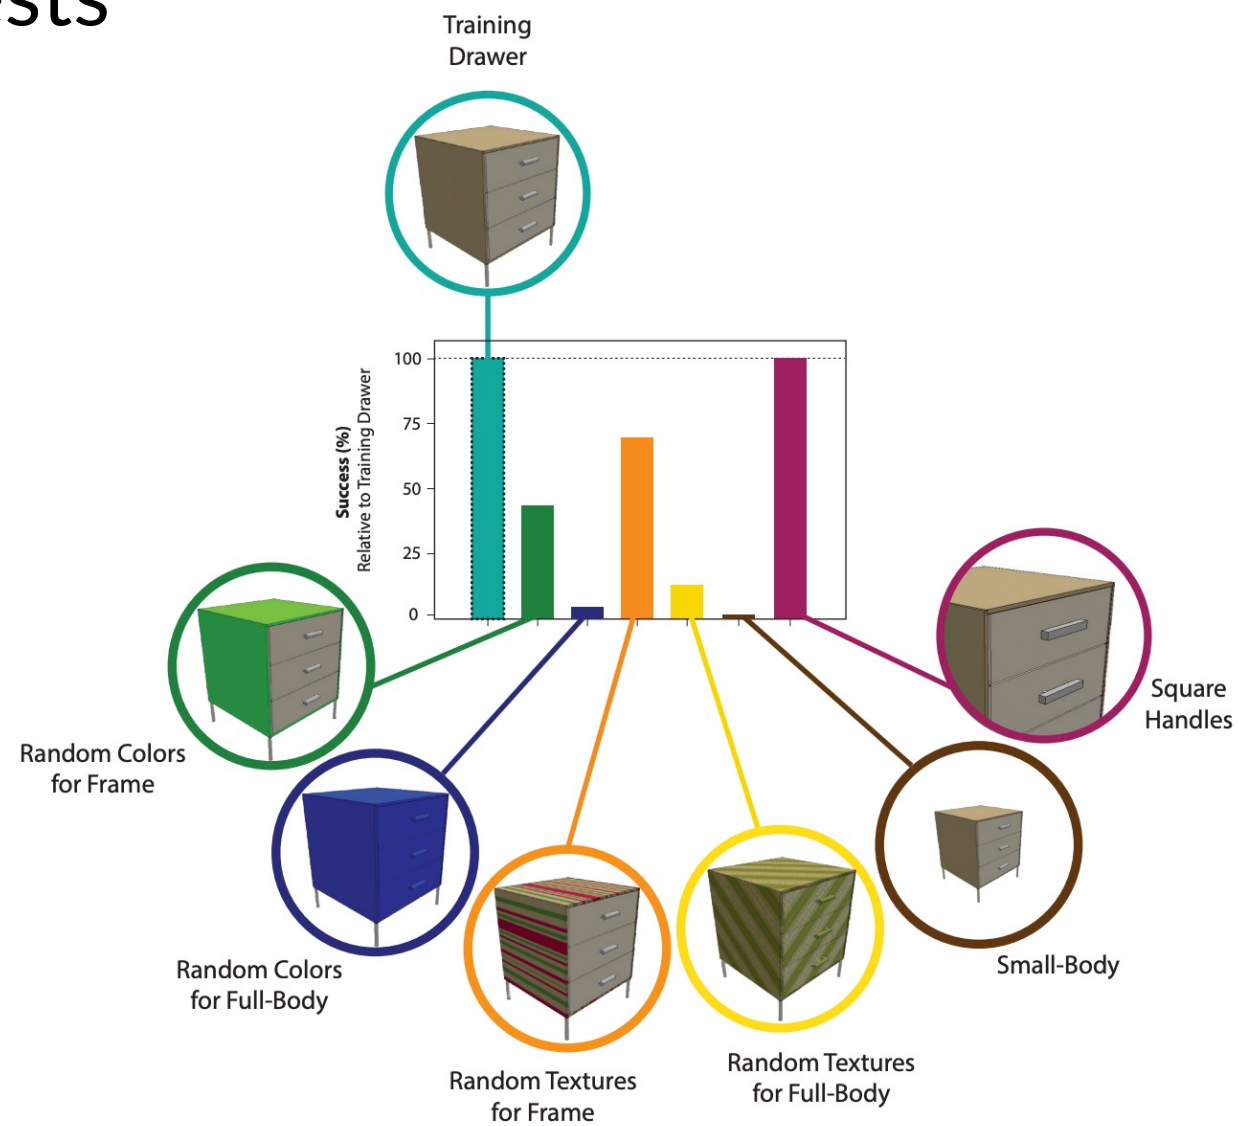 Training
Drawer
100
75
50
25
0
Success (%)
Relative to Training Drawer
Random Colors
for Frame
Random Colors
for Full-Body
Random Textures
for Frame
Random Textures
for Full-Body
Small-Body
Square
Handles